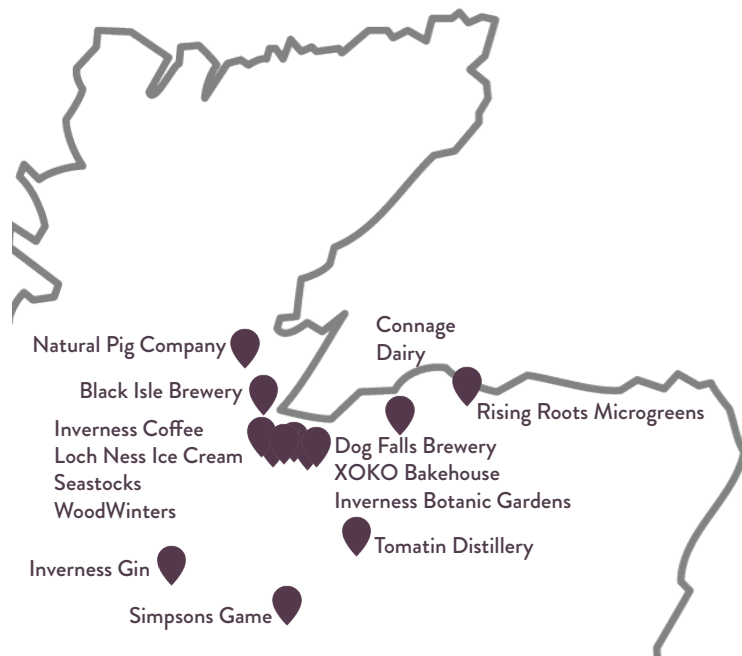 Connage
Dairy
Natural Pig Company
Black Isle Brewery
Rising Roots Microgreens
Inverness Coffee
Loch Ness Ice Cream
Seastocks
WoodWinters
Dog Falls Brewery
XOKO Bakehouse
Inverness Botanic Gardens
Tomatin Distillery
Inverness Gin
Simpsons Game